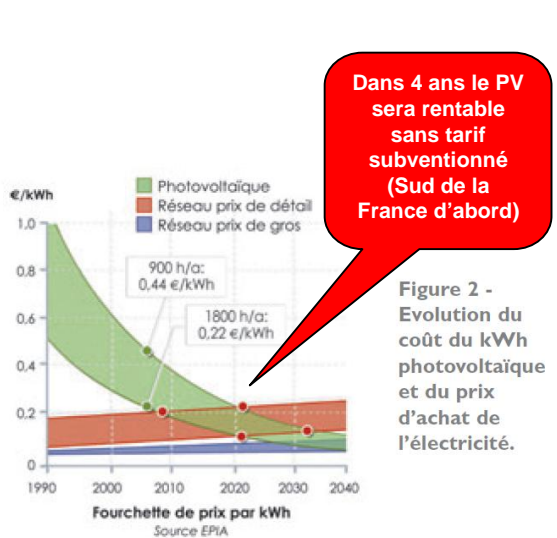 Dans 4 ans le PV
sera rentable
sans tarif
subventionné
(Sud de la
France d’abord)
€/kWh
Photovoltaïque
Réseau prix de détail
Réseau prix de gros
1,0
0,8
0,6
0,4
0,2
0
900 h/a:
0,44 €/kWh
1800 h/a:
0,22 €/kWh
1990
2000
2010
2020
2030
2040
Fourchette de prix par kWh
Source EPIA
Figure 2 -
Evolution du
coût du kWh
photovoltaïque
et du prix
d’achat de
l’électricité.